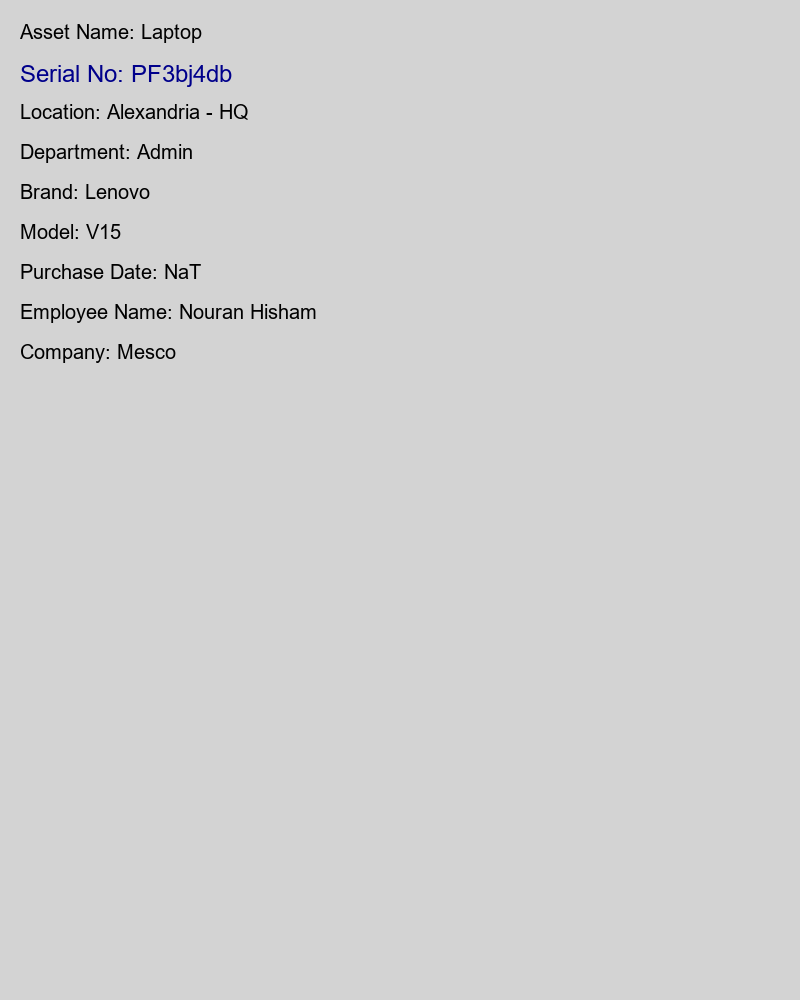 Asset Name: Laptop
Serial No: PF3bj4db
Location: Alexandria - HQ
Department: Admin
Brand: Lenovo
Model: V15
Purchase Date: NaT
Employee Name: Nouran Hisham
Company: Mesco